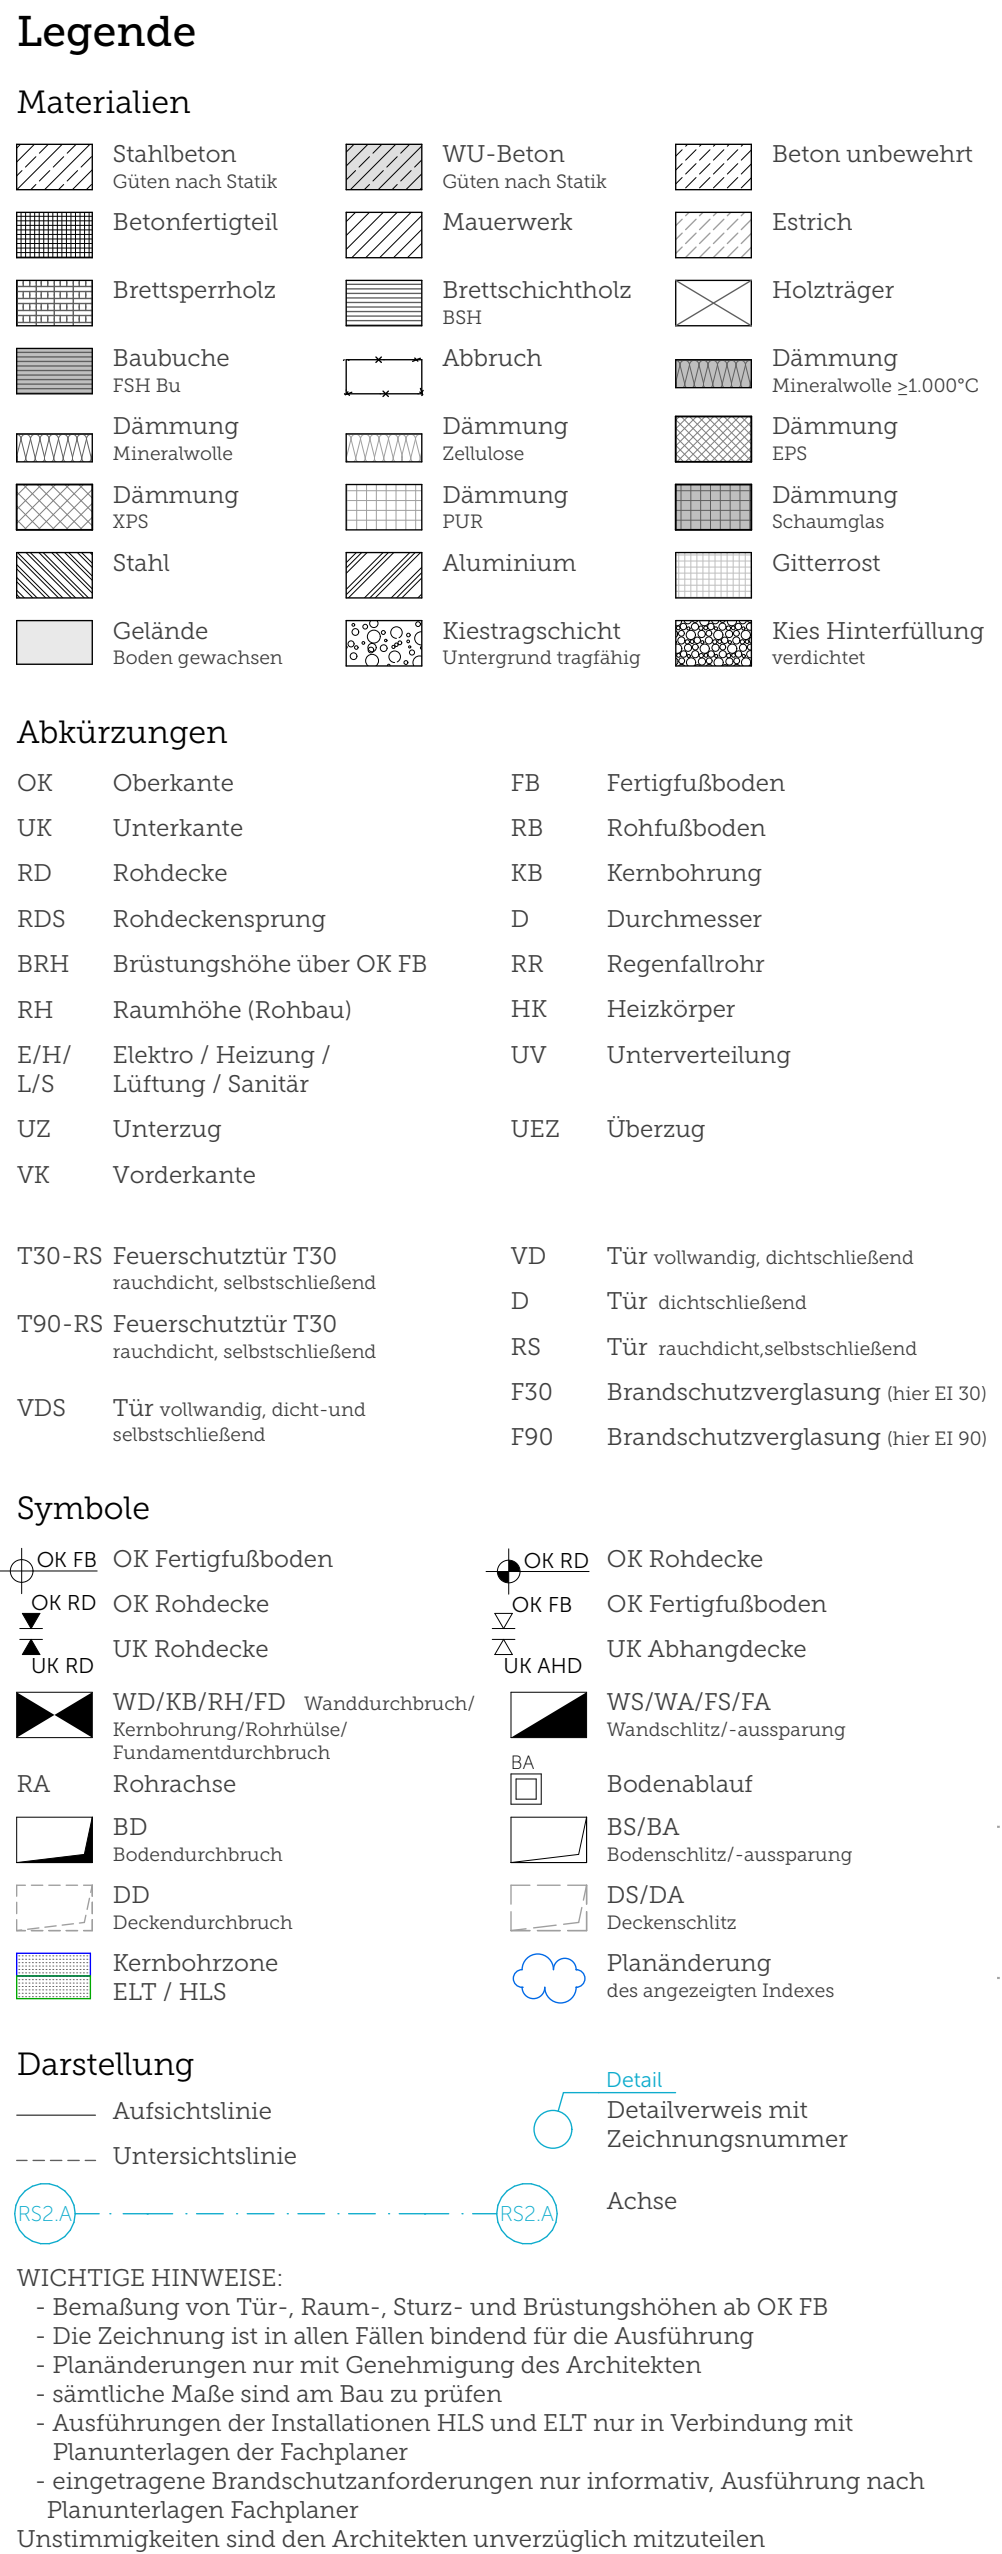 Legende
Materialien
Stahlbeton
Güten nach Statik
WU-Beton
Güten nach Statik
Beton unbewehrt
Betonfertigteil
Mauerwerk
Estrich
Brettsperrholz
Brettschichtholz
BSH
Holzträger
Baubuche
FSH Bu
Abbruch
Dämmung
Mineralwolle ≥1.000°C
Dämmung
Mineralwolle
Dämmung
Zellulose
Dämmung
EPS
Dämmung
XPS
Dämmung
PUR
Dämmung
Schaumglas
Stahl
Aluminium
Gitterrost
Gelände
Boden gewachsen
Kiestragschicht
Untergrund tragfähig
Kies Hinterfüllung
verdichtet
Abkürzungen
OK Oberkante
FB Fertigfußboden
UK Unterkante
RB Rohfußboden
RD Rohdecke
KB Kernbohrung
RDS Rohdeckensprung
D Durchmesser
BRH Brüstungshöhe über OK FB
RR Regenfallrohr
RH Raumhöhe (Rohbau)
HK Heizkörper
E/H/ Elektro / Heizung /
L/S Lüftung / Sanitär
UV Unterverteilung
UZ Unterzug
UEZ Überzug
VK Vorderkante
T30-RS Feuerschutztür T30
rauchdicht, selbstschließend
T90-RS Feuerschutztür T30
rauchdicht, selbstschließend
VDS Tür vollwandig, dicht-und
selbstschließend
VD Tür vollwandig, dichtschließend
D Tür dichtschließend
RS Tür rauchdicht,selbstschließend
F30 Brandschutzverglasung (hier EI 30)
F90 Brandschutzverglasung (hier EI 90)
Symbole
OK FB OK Fertigfußboden
OK RD OK Rohdecke
OK RD OK Rohdecke
OK FB OK Fertigfußboden
UK Rohdecke
UK RD
UK Abhangdecke
UK AHD
WD/KB/RH/FD Wanddurchbruch/
Kernbohrung/Rohrhülse/
Fundamentdurchbruch
WS/WA/FS/FA
Wandschlitz/-aussparung
RA Rohrachse
BA
Bodenablauf
BD
Bodendurchbruch
BS/BA
Bodenschlitz/-aussparung
DD
Deckendurchbruch
DS/DA
Deckenschlitz
Kernbohrzone
ELT / HLS
Planänderung
des angezeigten Indexes
Darstellung
Aufsichtslinie
Untersichtslinie
Detail
Detailverweis mit
Zeichnungsnummer
RS2.A RS2.A Achse
WICHTIGE HINWEISE:
- Bemaßung von Tür-, Raum-, Sturz- und Brüstungshöhen ab OK FB
- Die Zeichnung ist in allen Fällen bindend für die Ausführung
- Planänderungen nur mit Genehmigung des Architekten
- sämtliche Maße sind am Bau zu prüfen
- Ausführungen der Installationen HLS und ELT nur in Verbindung mit
Planunterlagen der Fachplaner
- eingetragene Brandschutzanforderungen nur informativ, Ausführung nach
Planunterlagen Fachplaner
Unstimmigkeiten sind den Architekten unverzüglich mitzuteilen